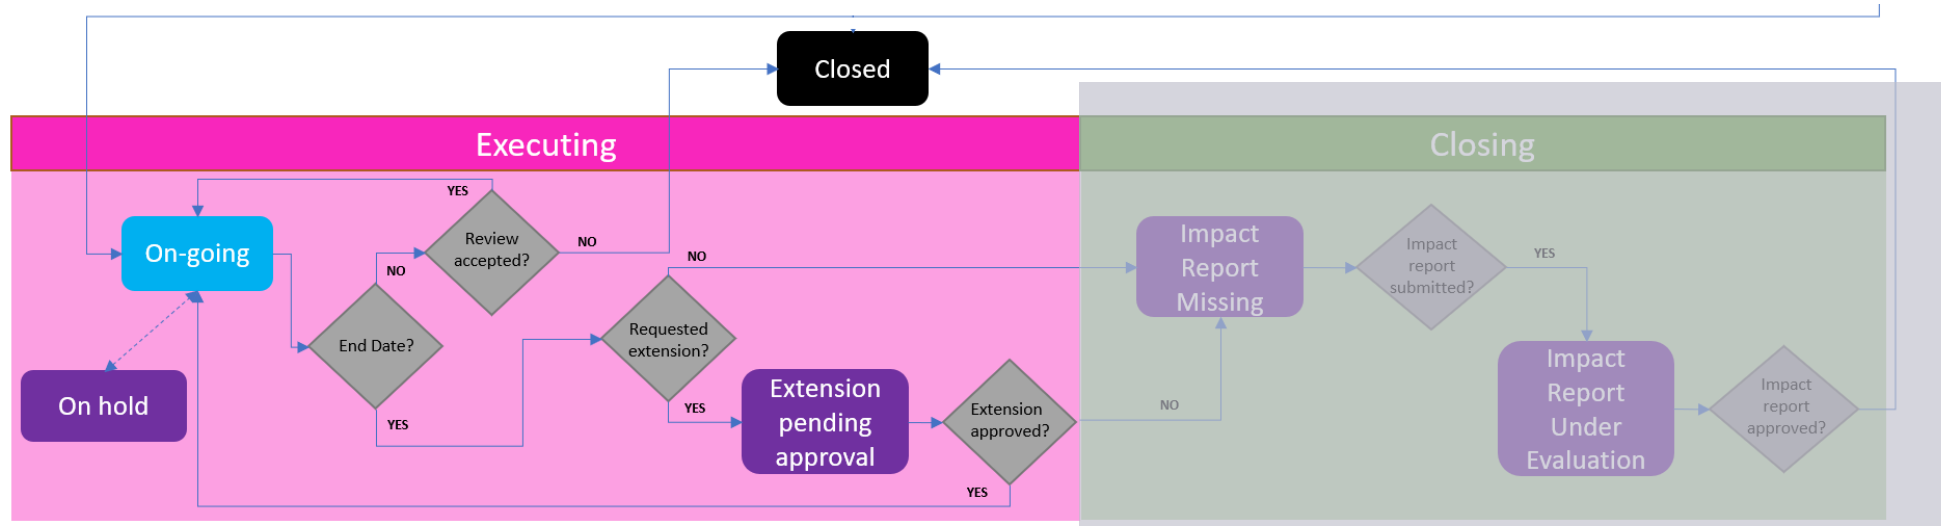 Closed
Executing
Closing
YES
On-going
Review
accepted?
NO
NO
End Date?
On hold
YES
NO
Requested
extension?
YES
Extension
pending
approval
Extension
approved?
YES
NO
Impact
Report
Missing
Impact
report
submitted?
YES
Impact
Report
Under
Evaluation
Impact
report
approved?